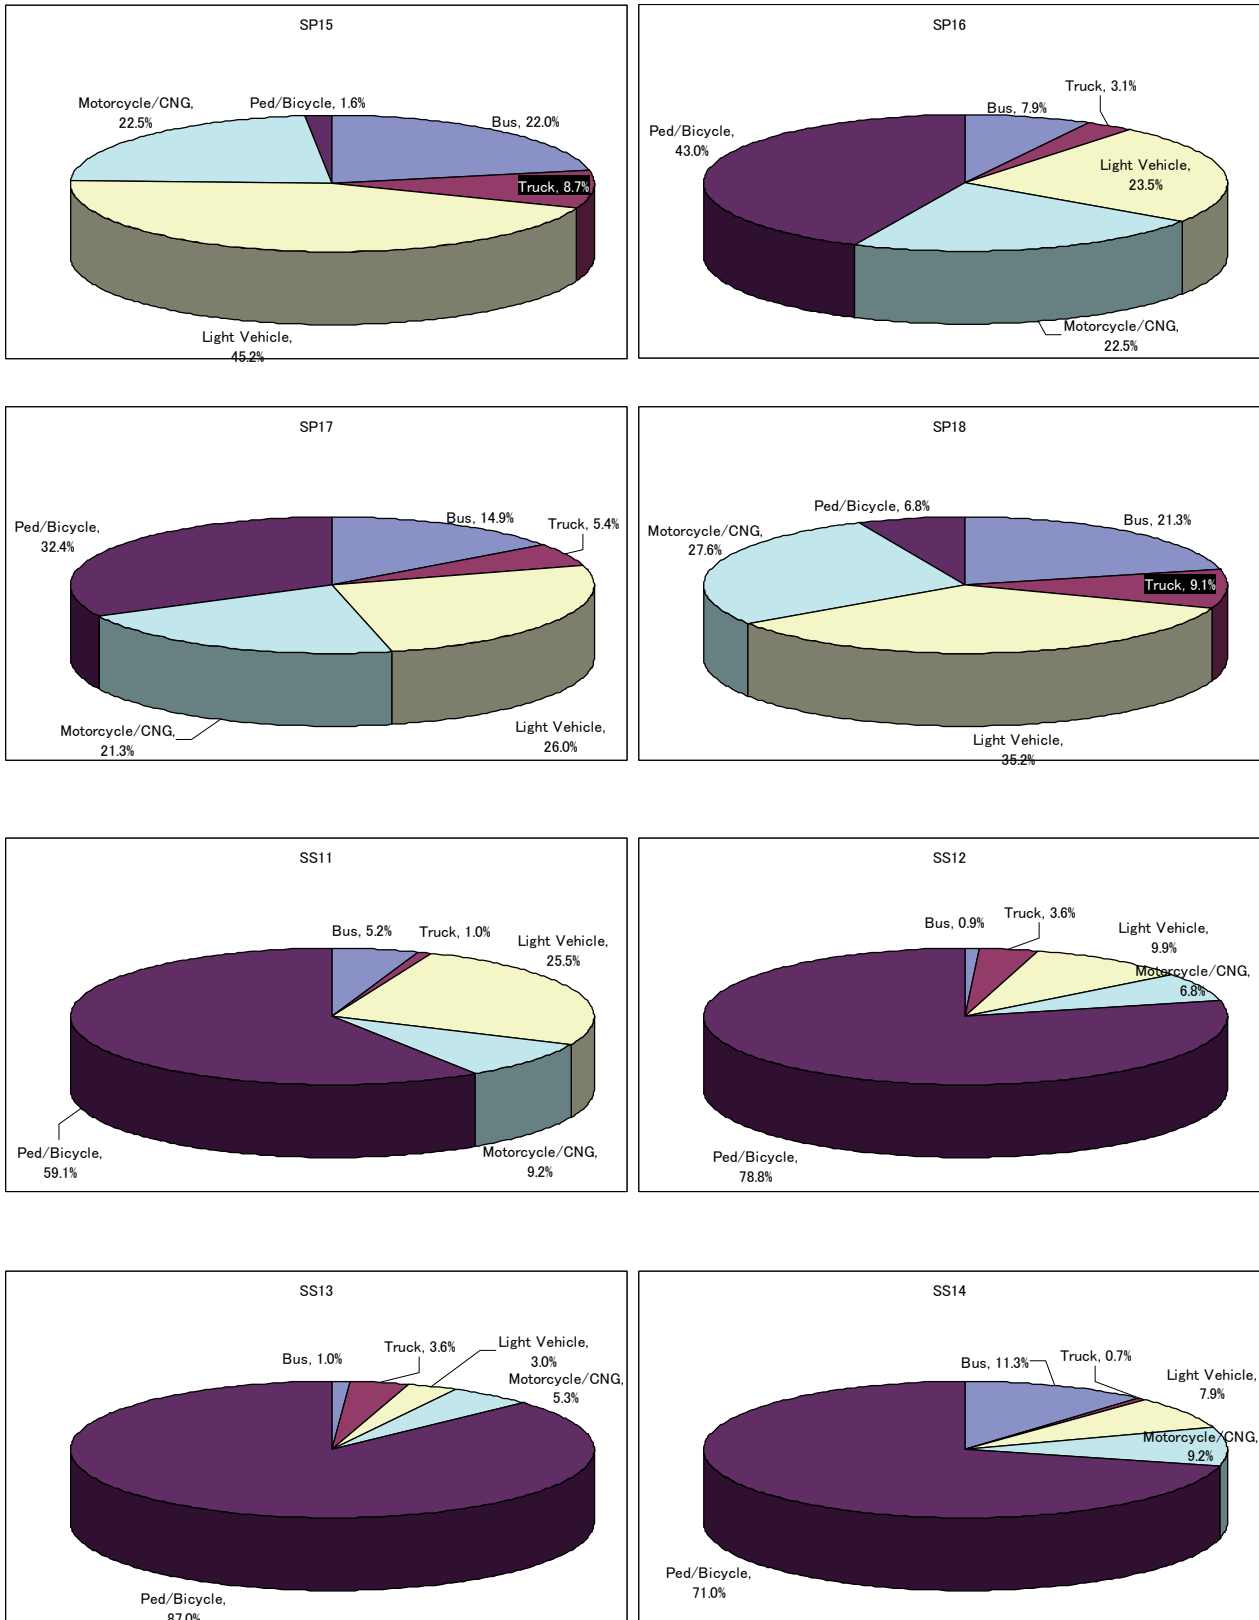 SP15
Motorcycle/CNG,
22.5%
Ped/Bicycle, 1.6%
Bus, 22.0%
Truck, 8.7%
Light Vehicle,
45.2%
SP16
Truck, 3.1%
Bus, 7.9%
Ped/Bicycle,
43.0%
Light Vehicle,
23.5%
Motorcycle/CNG,
22.5%
SP17
Ped/Bicycle,
32.4%
Bus, 14.9%
Truck, 5.4%
Motorcycle/CNG,
21.3%
Light Vehicle,
26.0%
SP18
Ped/Bicycle, 6.8%
Motorcycle/CNG,
27.6%
Bus, 21.3%
Truck, 9.1%
Light Vehicle,
35.2%
SS11
Bus, 5.2%
Truck, 1.0%
Light Vehicle,
25.5%
Ped/Bicycle,
59.1%
Motorcycle/CNG,
9.2%
SS12
Bus, 0.9%
Truck, 3.6%
Light Vehicle,
9.9%
Motorcycle/CNG,
6.8%
Ped/Bicycle,
78.8%
SS13
Bus, 1.0%
Truck, 3.6%
Light Vehicle,
3.0%
Motorcycle/CNG,
5.3%
Ped/Bicycle,
87.0%
SS14
Bus, 11.3%
Truck, 0.7%
Light Vehicle,
7.9%
Motorcycle/CNG,
9.2%
Ped/Bicycle,
71.0%